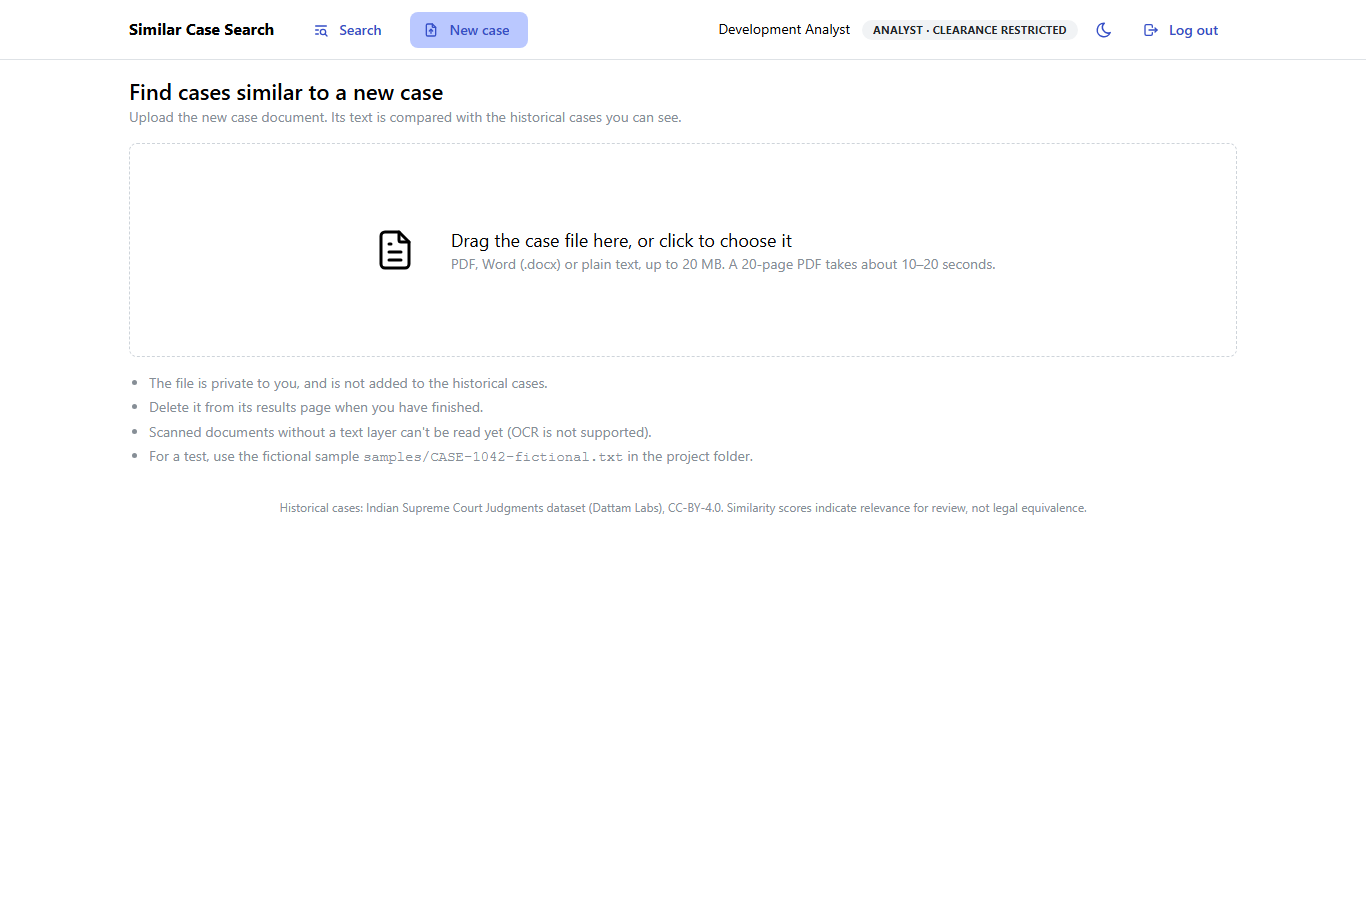 Similar Case Search
Search
New case
Development Analyst
ANALYST · CLEARANCE RESTRICTED
Log out
Find cases similar to a new case
Upload the new case document. Its text is compared with the historical cases you can see.
Drag the case file here, or click to choose it
PDF, Word (.docx) or plain text, up to 20 MB. A 20-page PDF takes about 10–20 seconds.
The file is private to you, and is not added to the historical cases.
Delete it from its results page when you have finished.
Scanned documents without a text layer can't be read yet (OCR is not supported).
For a test, use the fictional sample samples/CASE-1042-fictional.txt in the project folder.
Historical cases: Indian Supreme Court Judgments dataset (Dattam Labs), CC-BY-4.0. Similarity scores indicate relevance for review, not legal equivalence.